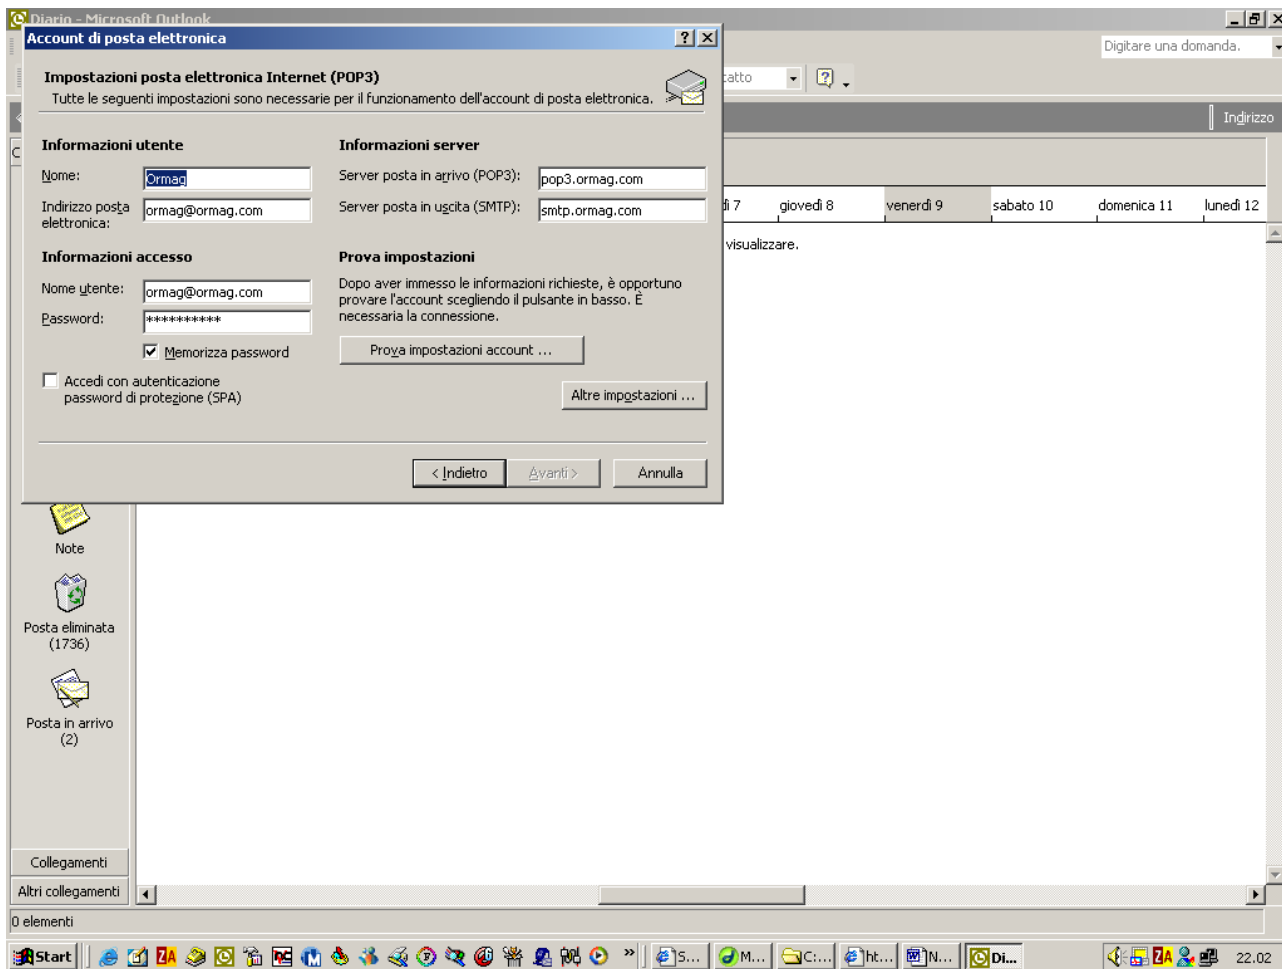 Diario - Microsoft Outlook
Account di posta elettronica
Digitare una domanda.
Impostazioni posta elettronica Internet (POP3)
Tutte le seguenti impostazioni sono necessarie per il funzionamento dell'account di posta elettronica.
tatto
Indirizzo
Informazioni utente
Nome:
Ormag
Indirizzo posta elettronica:
ormag@ormag.com
Informazioni server
Server posta in arrivo (POP3):
pop3.ormag.com
Server posta in uscita (SMTP):
smtp.ormag.com
dì 7
giovedì 8
venerdì 9
sabato 10
domenica 11
lunedì 12
visualizzare.
Informazioni accesso
Nome utente:
ormag@ormag.com
Password:
**********
Memorizza password
Accedi con autenticazione
password di protezione (SPA)
Prova impostazioni
Dopo aver immesso le informazioni richieste, è opportuno
provare l'account scegliendo il pulsante in basso. È
necessaria la connessione.
Prova impostazioni account ...
Altre impostazioni ...
< Indietro
Avanti >
Annulla
Note
Posta eliminata
(1736)
Posta in arrivo
(2)
Collegamenti
Altri collegamenti
0 elementi
Start
S...
M...
C:...
ht...
N...
Di...
22.02